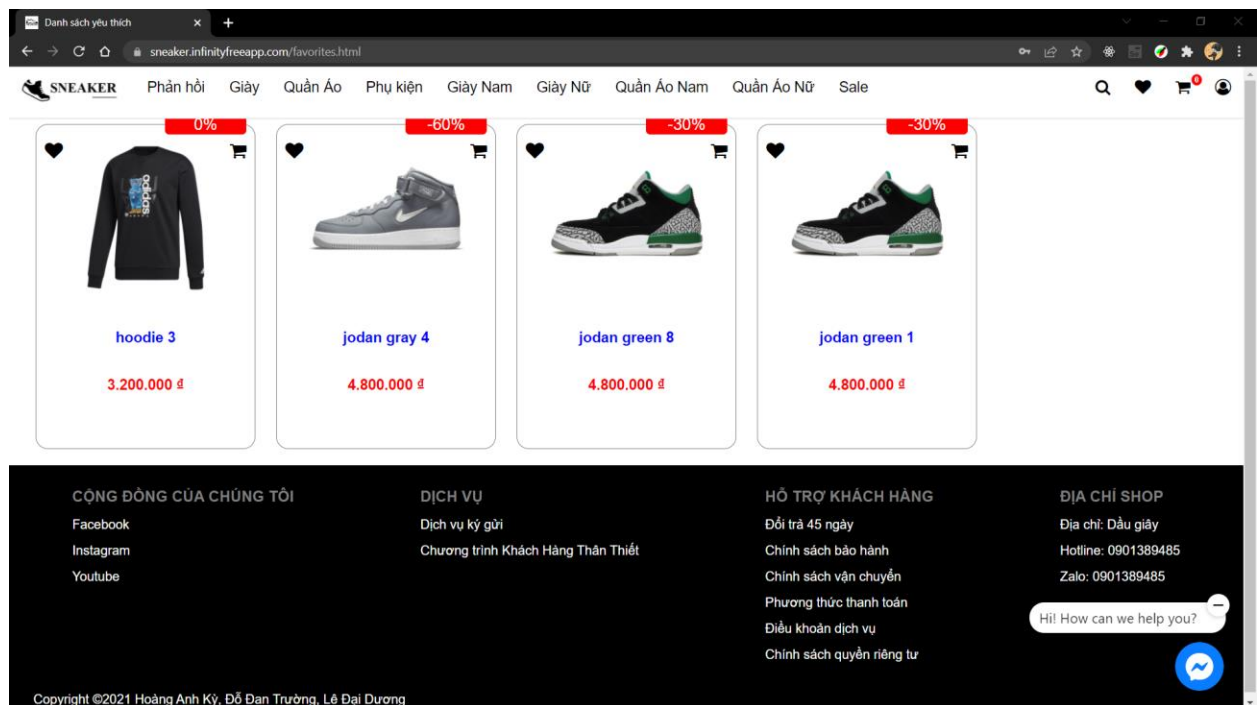 Danh sách yêu thích
sneaker.infinityfreeapp.com/favorites.html
SNEAKER Phản hồi Giày Quần Áo Phụ kiện Giày Nam Giày Nữ Quần Áo Nam Quần Áo Nữ Sale 0
0% -60% -30% -30%
adidas
hoodie 3 jodan gray 4 jodan green 8 jodan green 1
3.200.000 ₫ 4.800.000 ₫ 4.800.000 ₫ 4.800.000 ₫
CỘNG ĐỒNG CỦA CHÚNG TÔI
Facebook
Instagram
Youtube
DỊCH VỤ
Dịch vụ ký gửi
Chương trình Khách Hàng Thân Thiết
HỖ TRỢ KHÁCH HÀNG
Đổi trả 45 ngày
Chính sách bảo hành
Chính sách vận chuyển
Phương thức thanh toán
Điều khoản dịch vụ
Chính sách quyền riêng tư
ĐỊA CHỈ SHOP
Địa chỉ: Dầu giây
Hotline: 0901389485
Zalo: 0901389485
Hi! How can we help you?
Copyright ©2021 Hoàng Anh Kỳ, Đỗ Đan Trường, Lê Đại Dương